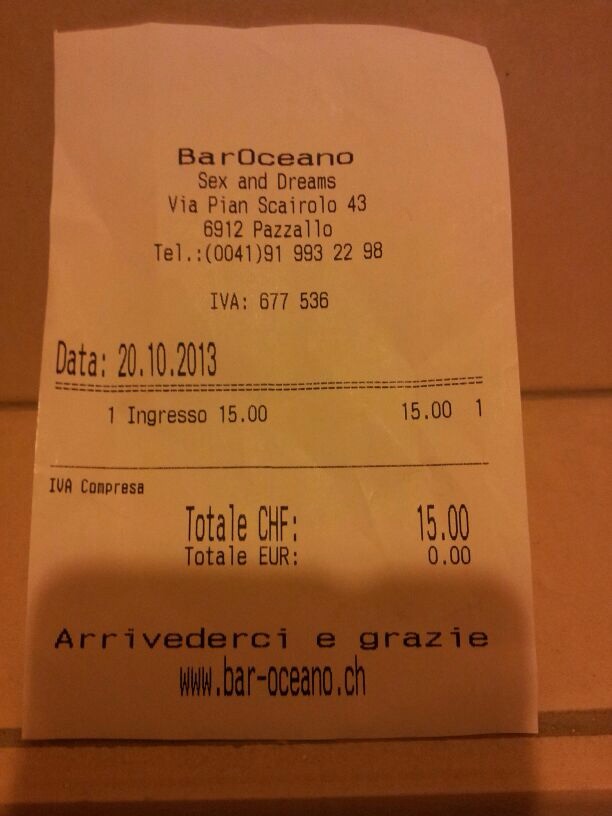 BarOceano
Sex and Dreams
Via Pian Scairolo 43
6912 Pazzallo
Tel.:(0041)91 993 22 98
IVA: 677 536
Data: 20.10.2013
1 Ingresso 15.00 15.00 1
IVA Compresa
Totale CHF: 15.00
Totale EUR: 0.00
Arrivederci e grazie
www.bar-oceano.ch